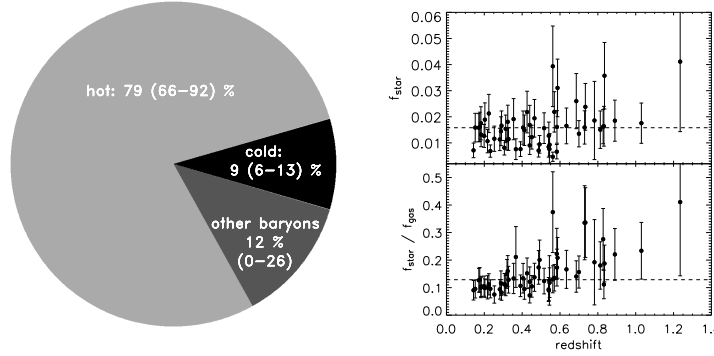 hot: 79 (66–92) %
cold:
9 (6–13) %
other baryons
12 %
(0–26)
0.06
0.05
0.04
0.03
0.02
0.01
f_star
0.5
0.4
0.3
0.2
0.1
0.0
f_star / f_gas
0.0 0.2 0.4 0.6 0.8 1.0 1.2 1.
redshift